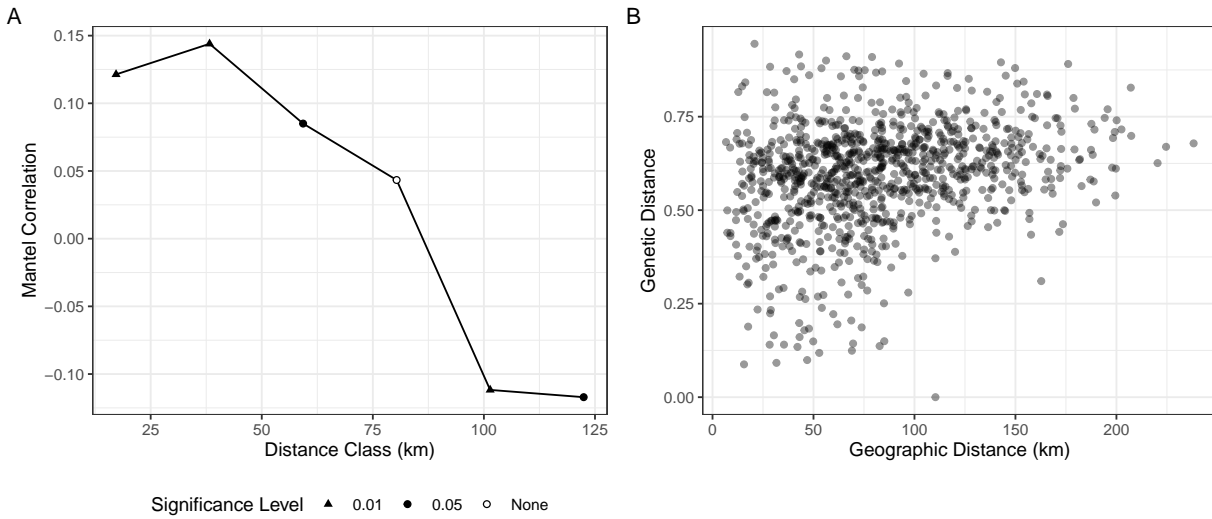 A
B
0.15
0.10
0.05
0.00
−0.05
−0.10
Mantel Correlation
25
50
75
100
125
Distance Class (km)
0.75
0.50
0.25
0.00
Genetic Distance
0
50
100
150
200
Geographic Distance (km)
Significance Level 0.01 0.05 None